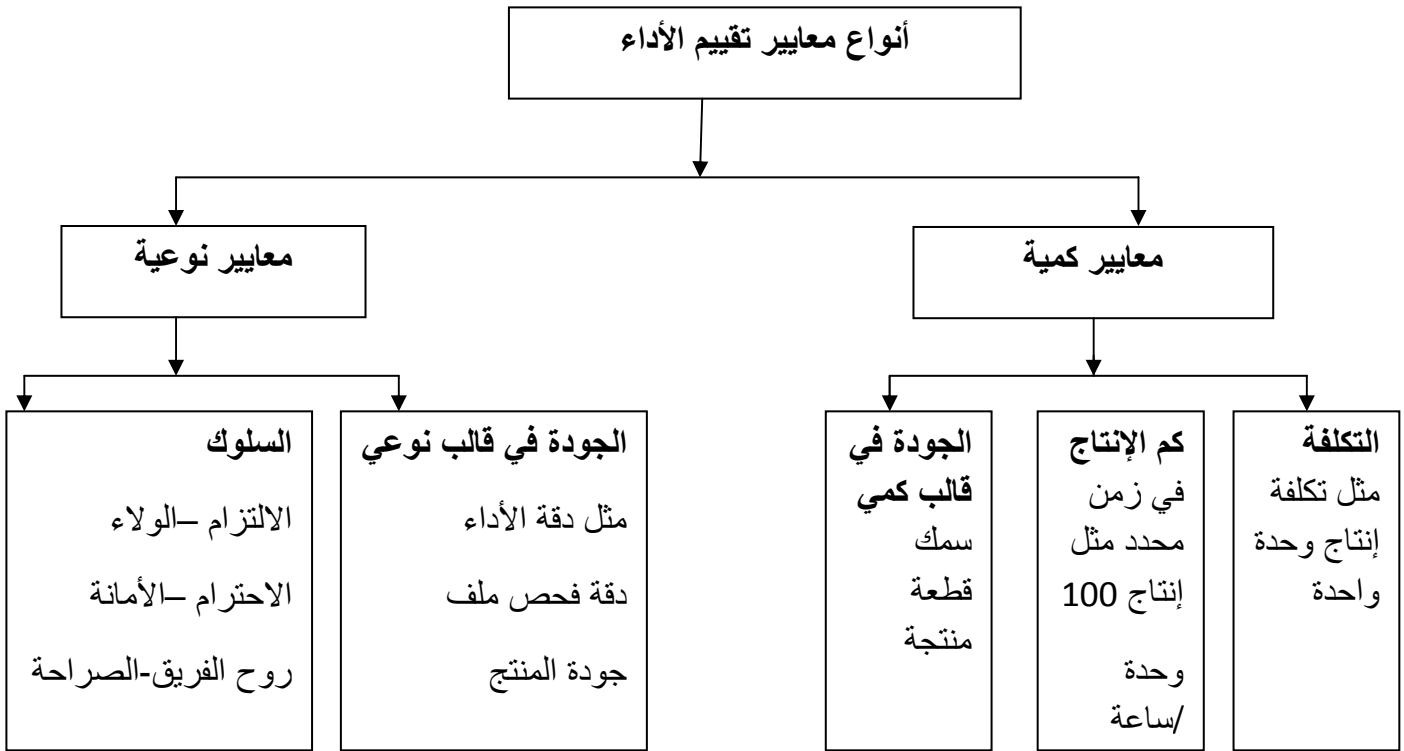 أنواع معايير تقييم الأداء
معايير كمية
معايير نوعية
التكلفة
مثل تكلفة
إنتاج وحدة
واحدة
كم الإنتاج
في زمن
محدد مثل
إنتاج 100
وحدة
/ساعة
الجودة في
قالب كمي
سمك
قطعة
منتجة
الجودة في قالب نوعي
مثل دقة الأداء
دقة فحص ملف
جودة المنتج
السلوك
الالتزام –الولاء
الاحترام –الأمانة
روح الفريق-الصراحة